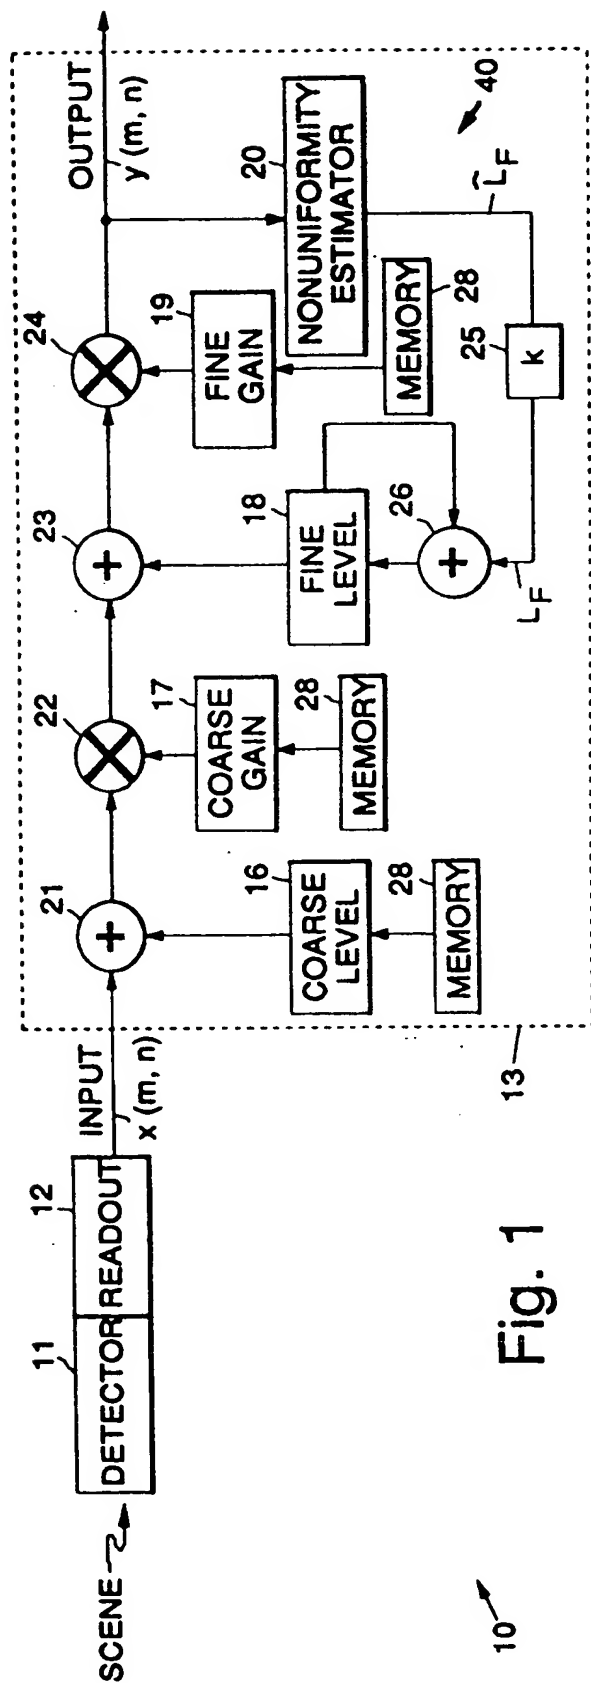 SCENE
11
12
DETECTOR
READOUT
INPUT
x (m, n)
13
21
22
23
24
OUTPUT
y (m, n)
16
COARSE
LEVEL
28
MEMORY
17
COARSE
GAIN
28
MEMORY
18
FINE
LEVEL
26
L_F
19
FINE
GAIN
28
MEMORY
20
NONUNIFORMITY
ESTIMATOR
25
k
L̃_F
40
10
Fig. 1
+
+
+